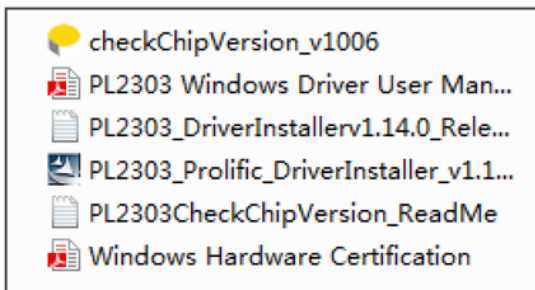 checkChipVersion_v1006
PL2303 Windows Driver User Man...
PL2303_DriverInstallerv1.14.0_Rele...
PL2303_Prolific_DriverInstaller_v1.1...
PL2303CheckChipVersion_ReadMe
Windows Hardware Certification